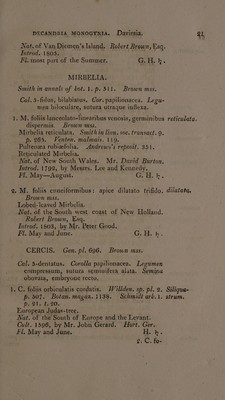 DECANDRIA MONOGYNIA. Daviesia.
Nat. of Van Diemen's Island. Robert Brown, Esq.
Introd. 1805.
Fl. most part of the Summer. G. H. ♄.
MIRBELIA.
Smith in annals of bot. 1. p. 511. Brown mss.
Cal. 5-fidus, bilabiatus. Cor. papilionacea. Legu-
men biloculare, sutura utraque inflexa.
1. M. foliis lanceolato-linearibus venosis, germinibus reticulata.
dispermis Brown mss.
Mirbelia reticulata. Smith in linn. soc. transact. 9.
p. 265. Venten. malmais. 119.
Pultenæa rubiæfolia. Andrews's reposit. 351.
Reticulated Mirbelia.
Nat. of New South Wales. Mr. David Burton.
Introd. 1792, by Messrs. Lee and Kennedy.
Fl. May—August. G. H. ♄.
2. M. foliis cuneiformibus: apice dilatato trifido. dilatata.
Brown mss.
Lobed-leaved Mirbelia.
Nat. of the South west coast of New Holland.
Robert Brown, Esq.
Introd. 1803, by Mr. Peter Good.
Fl. May and June. G. H. ♄.
CERCIS. Gen. pl. 696. Brown mss.
Cal. 5-dentatus. Corolla papilionacea. Legumen
compressum, sutura seminifera alata. Semina
obovata, embryone recto.
1. C. foliis orbiculatis cordatis. Willden. sp. pl. 2. Siliqua-
p. 507. Botan. magaz. 1138. Schmidt arb. 1. strum.
p. 21. t. 20.
European Judas-tree.
Nat. of the South of Europe and the Levant.
Cult. 1596, by Mr. John Gerard. Hort. Ger.
Fl. May and June. H. ♄.
2. C. fo-